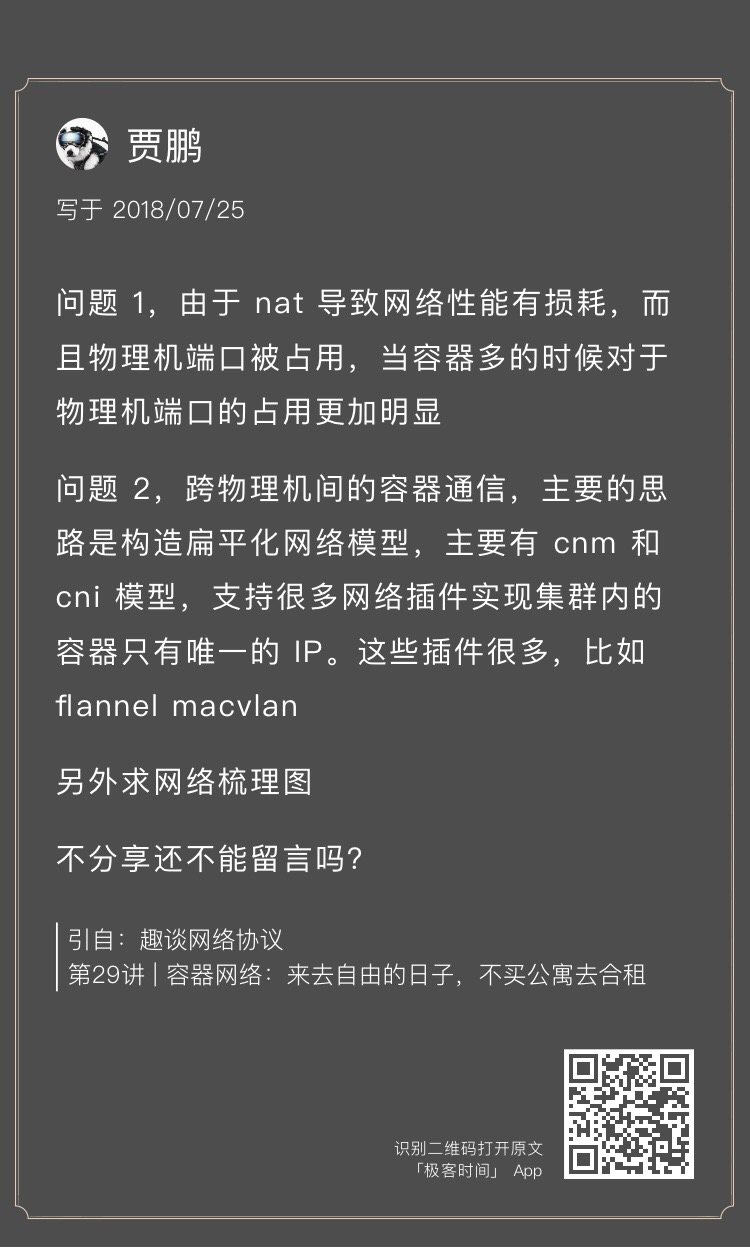 贾鹏
写于 2018/07/25
问题 1，由于 nat 导致网络性能有损耗，而
且物理机端口被占用，当容器多的时候对于
物理机端口的占用更加明显
问题 2，跨物理机间的容器通信，主要的思
路是构造扁平化网络模型，主要有 cnm 和
cni 模型，支持很多网络插件实现集群内的
容器只有唯一的 IP。这些插件很多，比如
flannel macvlan
另外求网络梳理图
不分享还不能留言吗？
引自：趣谈网络协议
第29讲 | 容器网络：来去自由的日子，不买公寓去合租
识别二维码打开原文
「极客时间」 App